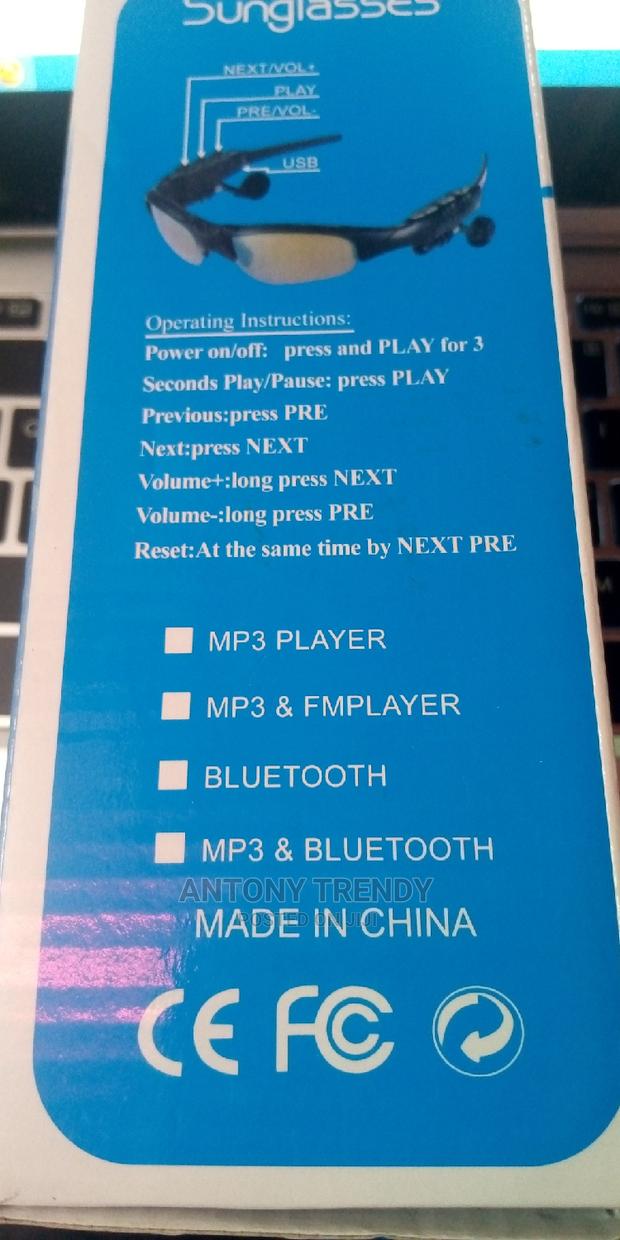 Sunglasses
NEXT/VOL+
PLAY
PRE/VOL-
USB
Operating Instructions:
Power on/off: press and PLAY for 3
Seconds Play/Pause: press PLAY
Previous:press PRE
Next:press NEXT
Volume+:long press NEXT
Volume-:long press PRE
Reset:At the same time by NEXT PRE
MP3 PLAYER
MP3 & FMPLAYER
BLUETOOTH
MP3 & BLUETOOTH
ANTONY TRENDY
POSTED ON JIJI
MADE IN CHINA
CE FC